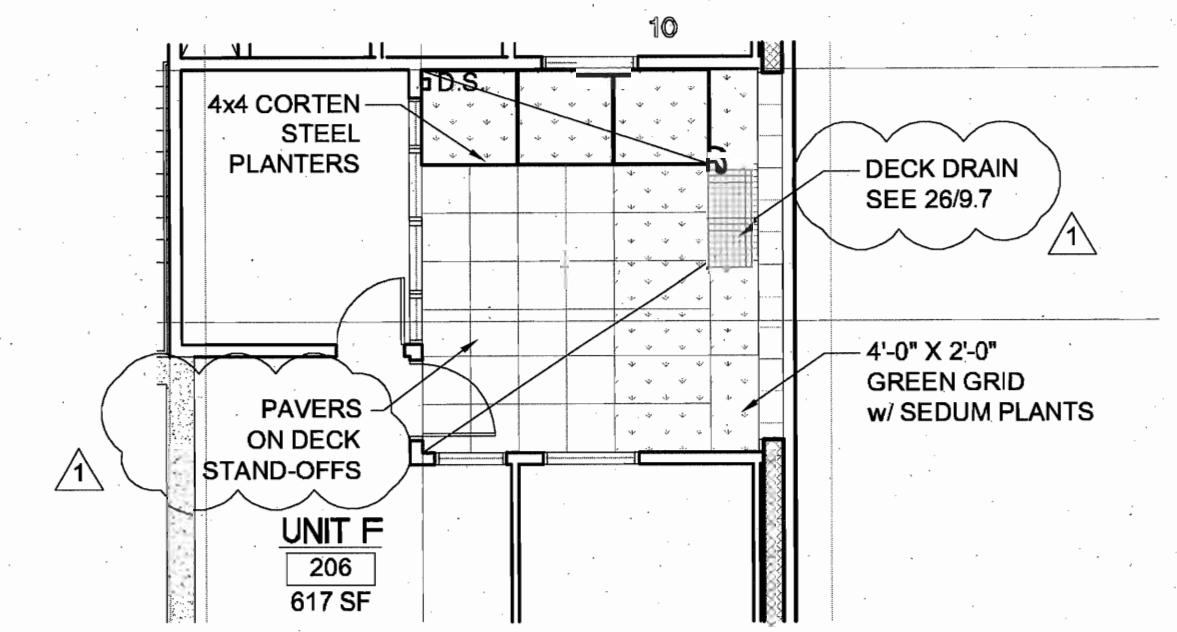 10
D.S.
4x4 CORTEN
STEEL
PLANTERS
DECK DRAIN
SEE 26/9.7
1
4'-0" X 2'-0"
GREEN GRID
w/ SEDUM PLANTS
PAVERS
ON DECK
STAND-OFFS
1
UNIT F
206
617 SF